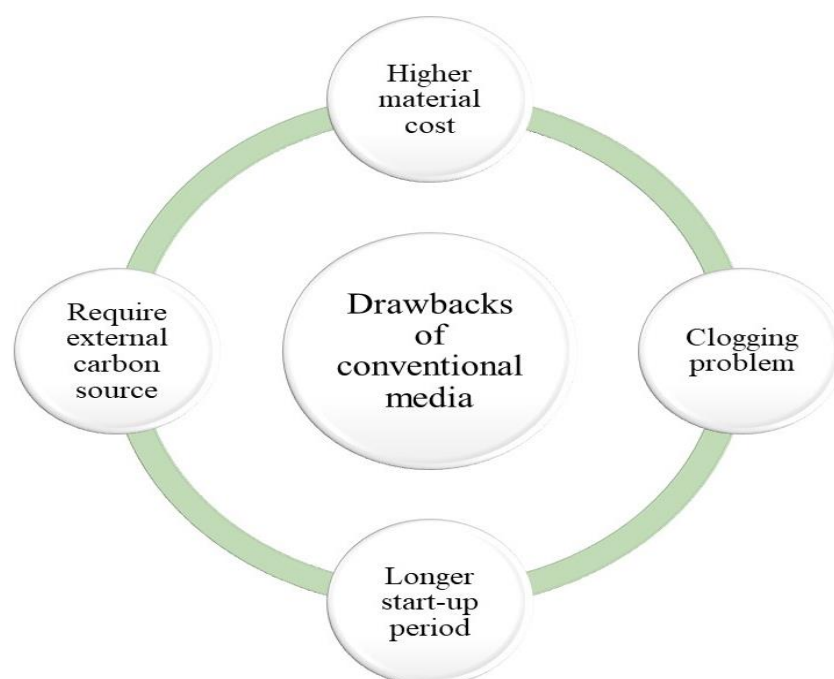 Higher
material
cost
Drawbacks
of
conventional
media
Require
external
carbon
source
Clogging
problem
Longer
start-up
period